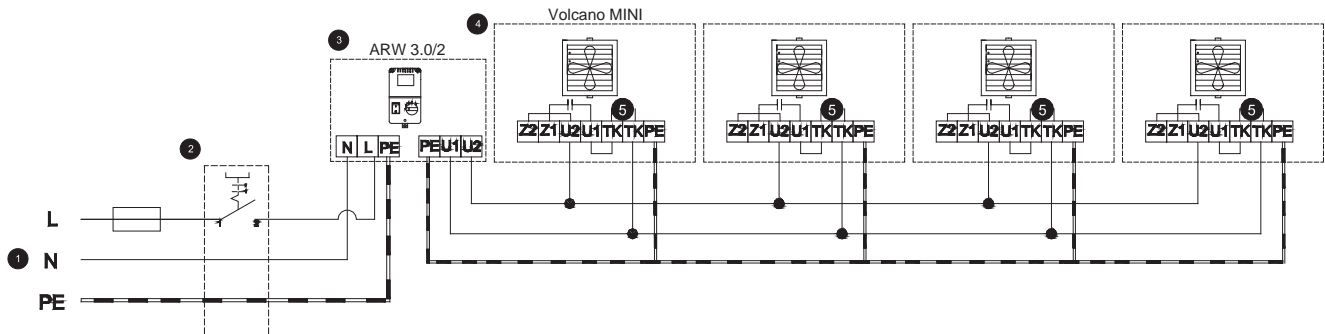 Volcano MINI
4
3
ARW 3.0/2
5
5
5
5
Z2 Z1 U2 U1 TK TK PE
Z2 Z1 U2 U1 TK TK PE
Z2 Z1 U2 U1 TK TK PE
Z2 Z1 U2 U1 TK TK PE
2
N L PE
PE U1 U2
L
1 2
1 N
PE